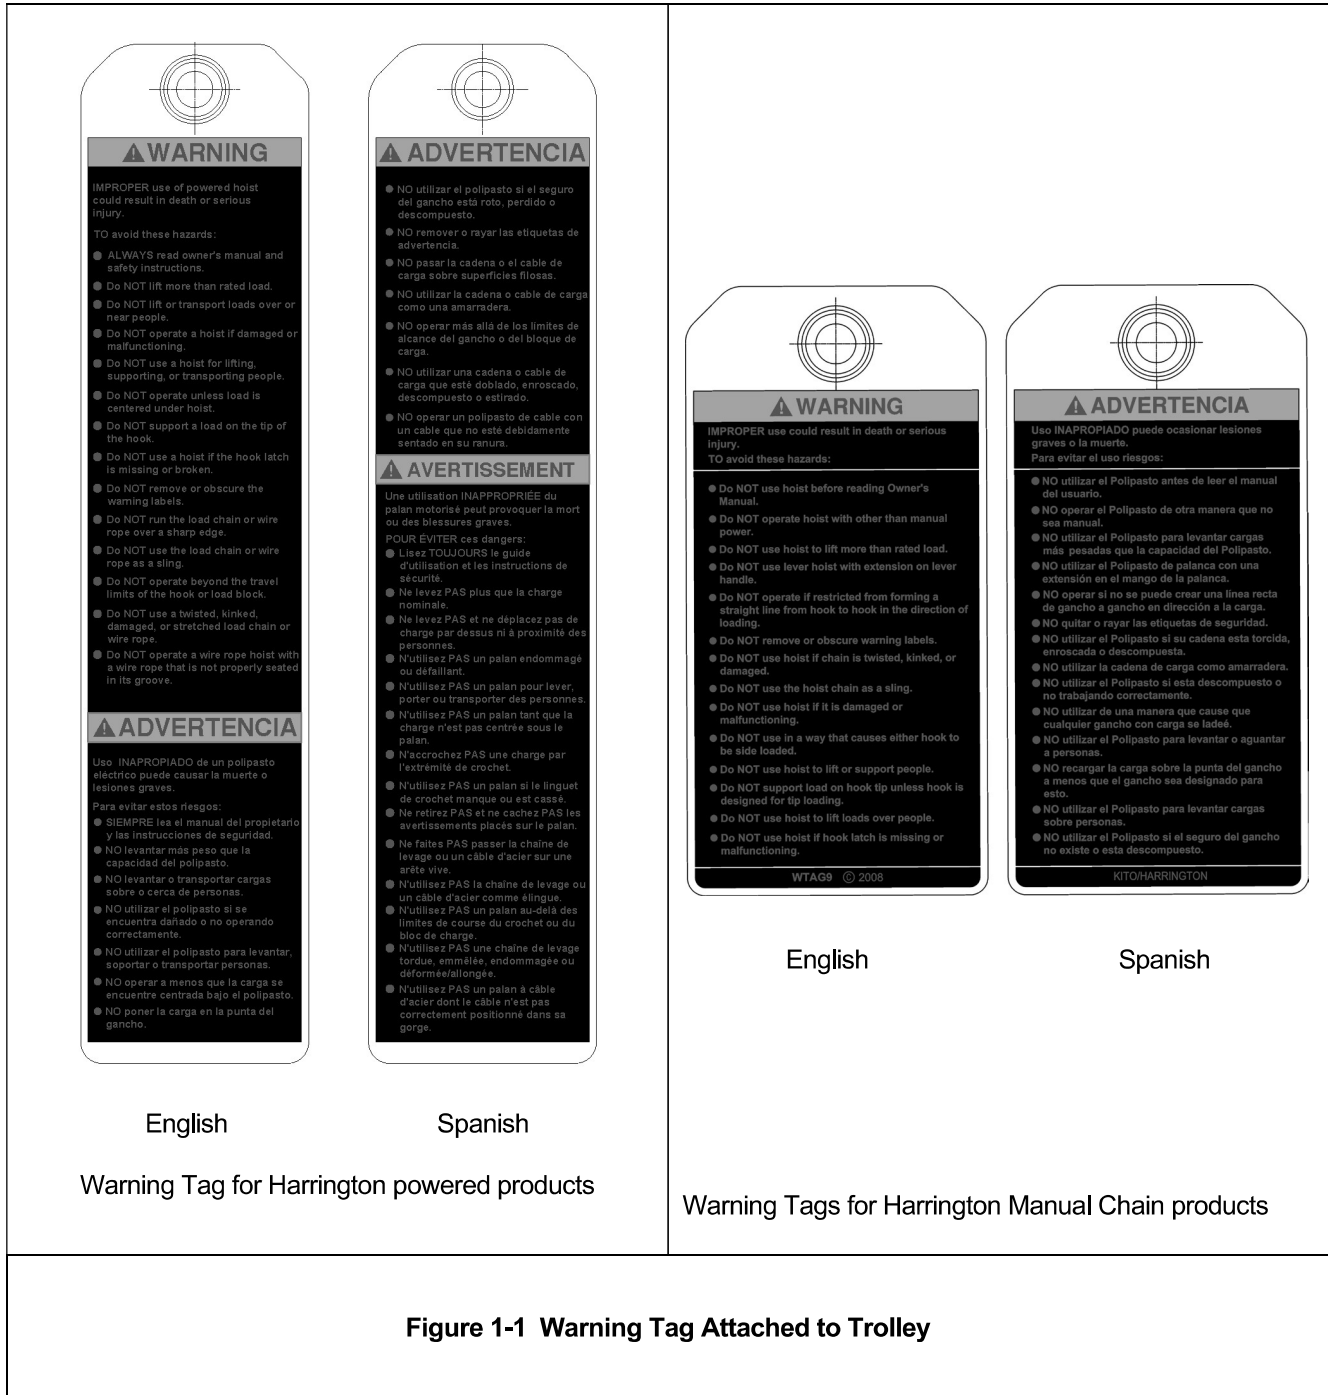 WARNING
IMPROPER use of powered hoist
could result in death or serious
injury.
TO avoid these hazards:
● ALWAYS read owner's manual and
safety instructions.
● Do NOT lift more than rated load.
● Do NOT lift or transport loads over or
near people.
● Do NOT operate a hoist if damaged or
malfunctioning.
● Do NOT use a hoist for lifting,
supporting, or transporting people.
● Do NOT operate unless load is
centered under hoist.
● Do NOT support a load on the tip of
the hook.
● Do NOT use a hoist if the hook latch
is missing or broken.
● Do NOT remove or obscure the
warning labels.
● Do NOT run the load chain or wire
rope over a sharp edge.
● Do NOT use the load chain or wire
rope as a sling.
● Do NOT operate beyond the travel
limits of the hook or load block.
● Do NOT use a twisted, kinked,
damaged, or stretched load chain or
wire rope.
● Do NOT operate a wire rope hoist with
a wire rope that is not properly seated
in its groove.
ADVERTENCIA
Uso INAPROPIADO de un polipasto
eléctrico puede causar la muerte o
lesiones graves.
Para evitar estos riesgos:
● SIEMPRE lea el manual del propietario
y las instrucciones de seguridad.
● NO levantar más peso que la
capacidad del polipasto.
● NO levantar o transportar cargas
sobre o cerca de personas.
● NO utilizar el polipasto si se
encuentra dañado o no operando
correctamente.
● NO utilizar el polipasto para levantar,
soportar o transportar personas.
● NO operar a menos que la carga se
encuentre centrada bajo el polipasto.
● NO poner la carga en la punta del
gancho.
English
ADVERTENCIA
● NO utilizar el polipasto si el seguro
del gancho está roto, perdido o
descompuesto.
● NO remover o rayar las etiquetas de
advertencia.
● NO pasar la cadena o el cable de
carga sobre superficies filosas.
● NO utilizar la cadena o cable de carga
como una amarradera.
● NO operar más allá de los límites de
alcance del gancho o del bloque de
carga.
● NO utilizar una cadena o cable de
carga que esté doblado, enroscado,
descompuesto o estirado.
● NO operar un polipasto de cable con
un cable que no esté debidamente
sentado en su ranura.
AVERTISSEMENT
Une utilisation INAPPROPRIÉE du
palan motorisé peut provoquer la mort
ou des blessures graves.
POUR ÉVITER ces dangers:
● Lisez TOUJOURS le guide
d'utilisation et les instructions de
sécurité.
● Ne levez PAS plus que la charge
nominale.
● Ne levez PAS et ne déplacez pas de
charge par dessus ni à proximité des
personnes.
● N'utilisez PAS un palan endommagé
ou défaillant.
● N'utilisez PAS un palan pour lever,
porter ou transporter des personnes.
● N'utilisez PAS un palan tant que la
charge n'est pas centrée sous le
palan.
● N'accrochez PAS une charge par
l'extrémité de crochet.
● N'utilisez PAS un palan si le linguet
de crochet manque ou est cassé.
● Ne retirez PAS et ne cachez PAS les
avertissements placés sur le palan.
● Ne faites PAS passer la chaîne de
levage ou un câble d'acier sur une
arête vive.
● N'utilisez PAS la chaîne de levage ou
un câble d'acier comme élingue.
● N'utilisez PAS un palan au-delà des
limites de course du crochet ou du
bloc de charge.
● N'utilisez PAS une chaîne de levage
tordue, emmêlée, endommagée ou
déformée/allongée.
● N'utilisez PAS un palan à câble
d'acier dont le câble n'est pas
correctement positionné dans sa
gorge.
Spanish
Warning Tag for Harrington powered products
WARNING
IMPROPER use could result in death or serious
injury.
TO avoid these hazards:
● Do NOT use hoist before reading Owner's
Manual.
● Do NOT operate hoist with other than manual
power.
● Do NOT use hoist to lift more than rated load.
● Do NOT use lever hoist with extension on lever
handle.
● Do NOT operate if restricted from forming a
straight line from hook to hook in the direction of
loading.
● Do NOT remove or obscure warning labels.
● Do NOT use hoist if chain is twisted, kinked, or
damaged.
● Do NOT use the hoist chain as a sling.
● Do NOT use hoist if it is damaged or
malfunctioning.
● Do NOT use in a way that causes either hook to
be side loaded.
● Do NOT use hoist to lift or support people.
● Do NOT support load on hook tip unless hook is
designed for tip loading.
● Do NOT use hoist to lift loads over people.
● Do NOT use hoist if hook latch is missing or
malfunctioning.
WTAG9 © 2008
English
ADVERTENCIA
Uso INAPROPIADO puede ocasionar lesiones
graves o la muerte.
Para evitar el uso riesgos:
● NO utilizar el Polipasto antes de leer el manual
del usuario.
● NO operar el Polipasto de otra manera que no
sea manual.
● NO utilizar el Polipasto para levantar cargas
más pesadas que la capacidad del Polipasto.
● NO utilizar el Polipasto de palanca con una
extensión en el mango de la palanca.
● NO operar si no se puede crear una linea recta
de gancho a gancho en dirección a la carga.
● NO quitar o rayar las etiquetas de seguridad.
● NO utilizar el Polipasto si su cadena esta torcida,
enroscada o descompuesta.
● NO utilizar la cadena de carga como amarradera.
● NO utilizar el Polipasto si esta descompuesto o
no trabajando correctamente.
● NO utilizar de una manera que cause que
cualquier gancho con carga se ladeé.
● NO utilizar el Polipasto para levantar o aguantar
a personas.
● NO recargar la carga sobre la punta del gancho
a menos que el gancho sea designado para
esto.
● NO utilizar el Polipasto para levantar cargas
sobre personas.
● NO utilizar el Polipasto si el seguro del gancho
no existe o esta descompuesto.
KITO/HARRINGTON
Spanish
Warning Tags for Harrington Manual Chain products
Figure 1-1 Warning Tag Attached to Trolley